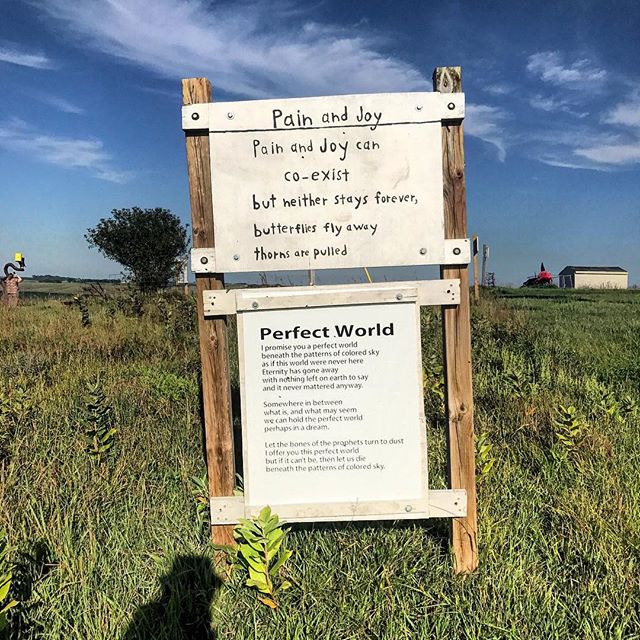 Pain and Joy
Pain and Joy can
co-exist
but neither stays forever,
butterflies fly away
thorns are pulled
Perfect World
I promise you a perfect world
beneath the patterns of colored sky
as if this world were never here
Eternity has gone away
with nothing left on earth to say
and it never mattered anyway.
Somewhere in between
what is, and what may seem
we can hold the perfect world
perhaps in a dream.
Let the bones of the prophets turn to dust
I offer you this perfect world
but if it can't be, then let us die
beneath the patterns of colored sky.